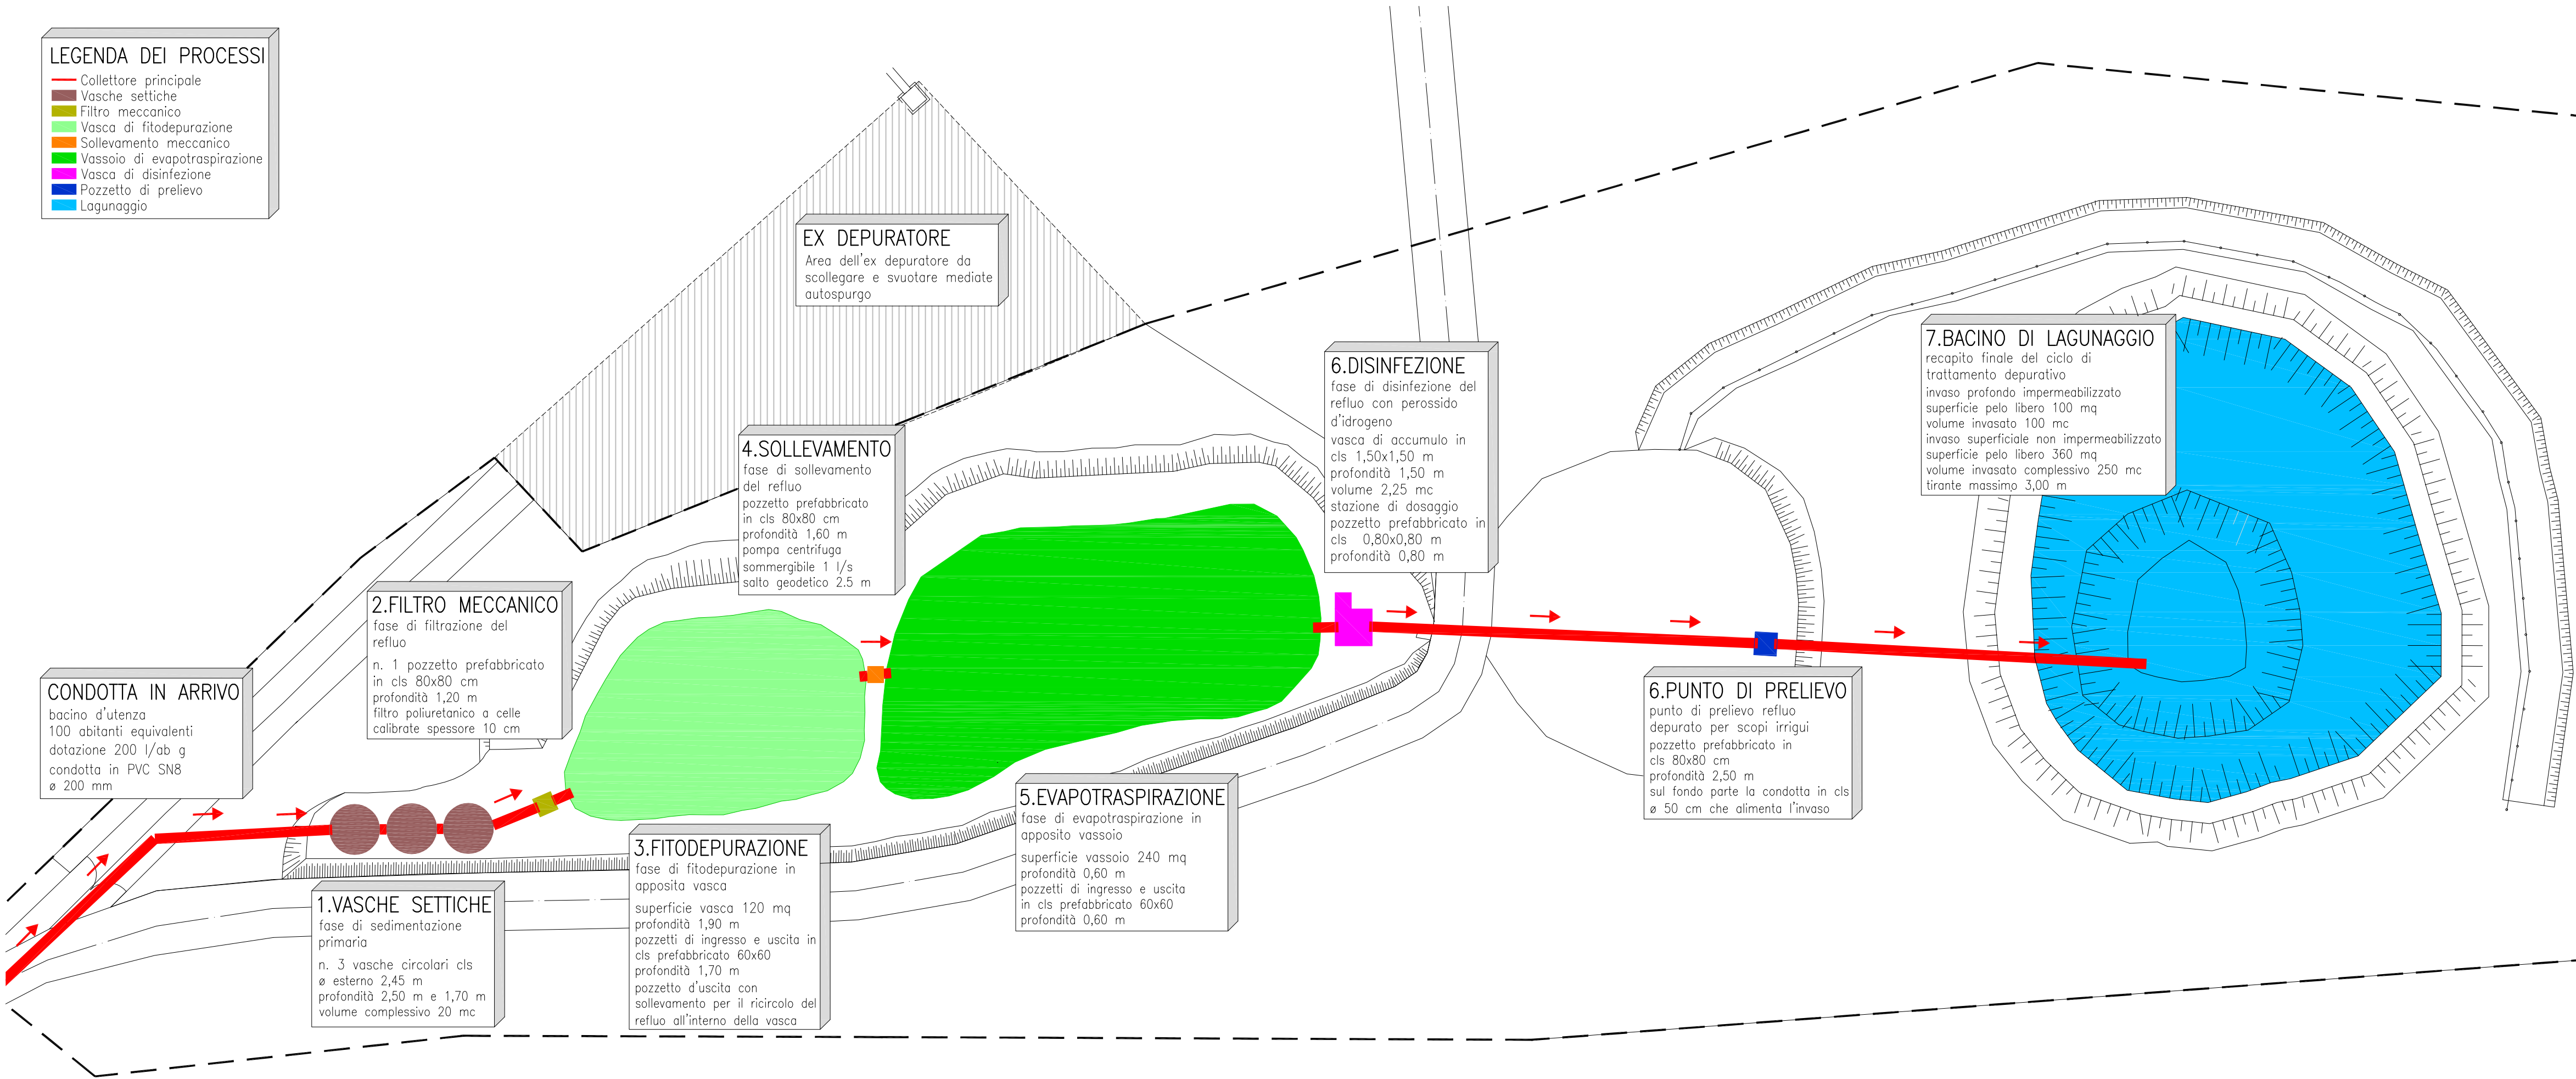 LEGENDA DEI PROCESSI
Collettore principale
Vasche settiche
Filtro meccanico
Vasca di fitodepurazione
Sollevamento meccanico
Vassoio di evapotraspirazione
Vasca di disinfezione
Pozzetto di prelievo
Lagunaggio
EX DEPURATORE
Area dell'ex depuratore da
scollegare e svuotare mediate
autospurgo
CONDOTTA IN ARRIVO
bacino d'utenza
100 abitanti equivalenti
dotazione 200 l/ab g
condotta in PVC SN8
ø 200 mm
1.VASCHE SETTICHE
fase di sedimentazione
primaria
n. 3 vasche circolari cls
ø esterno 2,45 m
profondità 2,50 m e 1,70 m
volume complessivo 20 mc
2.FILTRO MECCANICO
fase di filtrazione del
refluo
n. 1 pozzetto prefabbricato
in cls 80x80 cm
profondità 1,20 m
filtro poliuretanico a celle
calibrate spessore 10 cm
3.FITODEPURAZIONE
fase di fitodepurazione in
apposita vasca
superficie vasca 120 mq
profondità 1,90 m
pozzetti di ingresso e uscita in
cls prefabbricato 60x60
profondità 1,70 m
pozzetto d'uscita con
sollevamento per il ricircolo del
refluo all'interno della vasca
4.SOLLEVAMENTO
fase di sollevamento
del refluo
pozzetto prefabbricato
in cls 80x80 cm
profondità 1,60 m
pompa centrifuga
sommergibile 1 l/s
salto geodetico 2.5 m
5.EVAPOTRASPIRAZIONE
fase di evapotraspirazione in
apposito vassoio
superficie vassoio 240 mq
profondità 0,60 m
pozzetti di ingresso e uscita
in cls prefabbricato 60x60
profondità 0,60 m
6.DISINFEZIONE
fase di disinfezione del
refluo con perossido
d'idrogeno
vasca di accumulo in
cls 1,50x1,50 m
profondità 1,50 m
volume 2,25 mc
stazione di dosaggio
pozzetto prefabbricato in
cls 0,80x0,80 m
profondità 0,80 m
6.PUNTO DI PRELIEVO
punto di prelievo refluo
depurato per scopi irrigui
pozzetto prefabbricato in
cls 80x80 cm
profondità 2,50 m
sul fondo parte la condotta in cls
ø 50 cm che alimenta l'invaso
7.BACINO DI LAGUNAGGIO
recapito finale del ciclo di
trattamento depurativo
invaso profondo impermeabilizzato
superficie pelo libero 100 mq
volume invasato 100 mc
invaso superficiale non impermeabilizzato
superficie pelo libero 360 mq
volume invasato complessivo 250 mc
tirante massimo 3,00 m